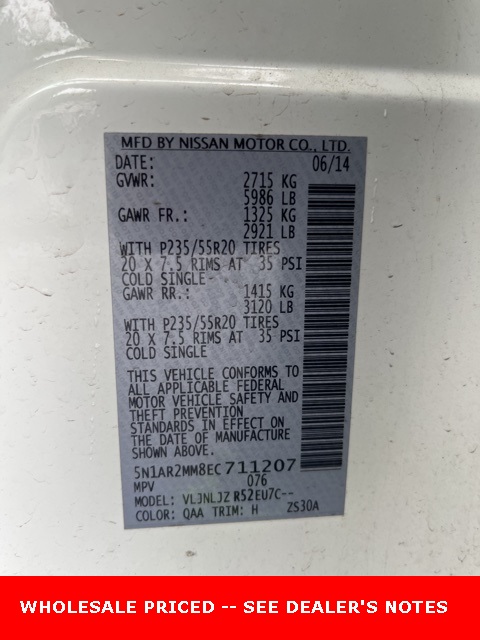 MFD BY NISSAN MOTOR CO., LTD.
DATE: 06/14
GVWR: 2715 KG
5986 LB
GAWR FR.: 1325 KG
2921 LB
WITH P235/55R20 TIRES
20 X 7.5 RIMS AT 35 PSI
COLD SINGLE
GAWR RR.: 1415 KG
3120 LB
WITH P235/55R20 TIRES
20 X 7.5 RIMS AT 35 PSI
COLD SINGLE
THIS VEHICLE CONFORMS TO
ALL APPLICABLE FEDERAL
MOTOR VEHICLE SAFETY AND
THEFT PREVENTION
STANDARDS IN EFFECT ON
THE DATE OF MANUFACTURE
SHOWN ABOVE.
5N1AR2MM8EC711207
MPV 076
MODEL: VLJNLJZ R52EU7C--
COLOR: QAA TRIM: H ZS30A
WHOLESALE PRICED -- SEE DEALER'S NOTES